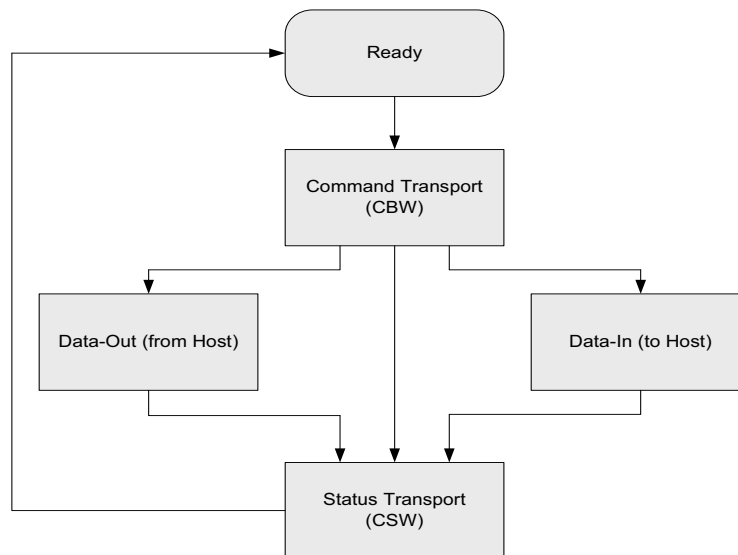 Ready
Command Transport
(CBW)
Data-Out (from Host)
Data-In (to Host)
Status Transport
(CSW)